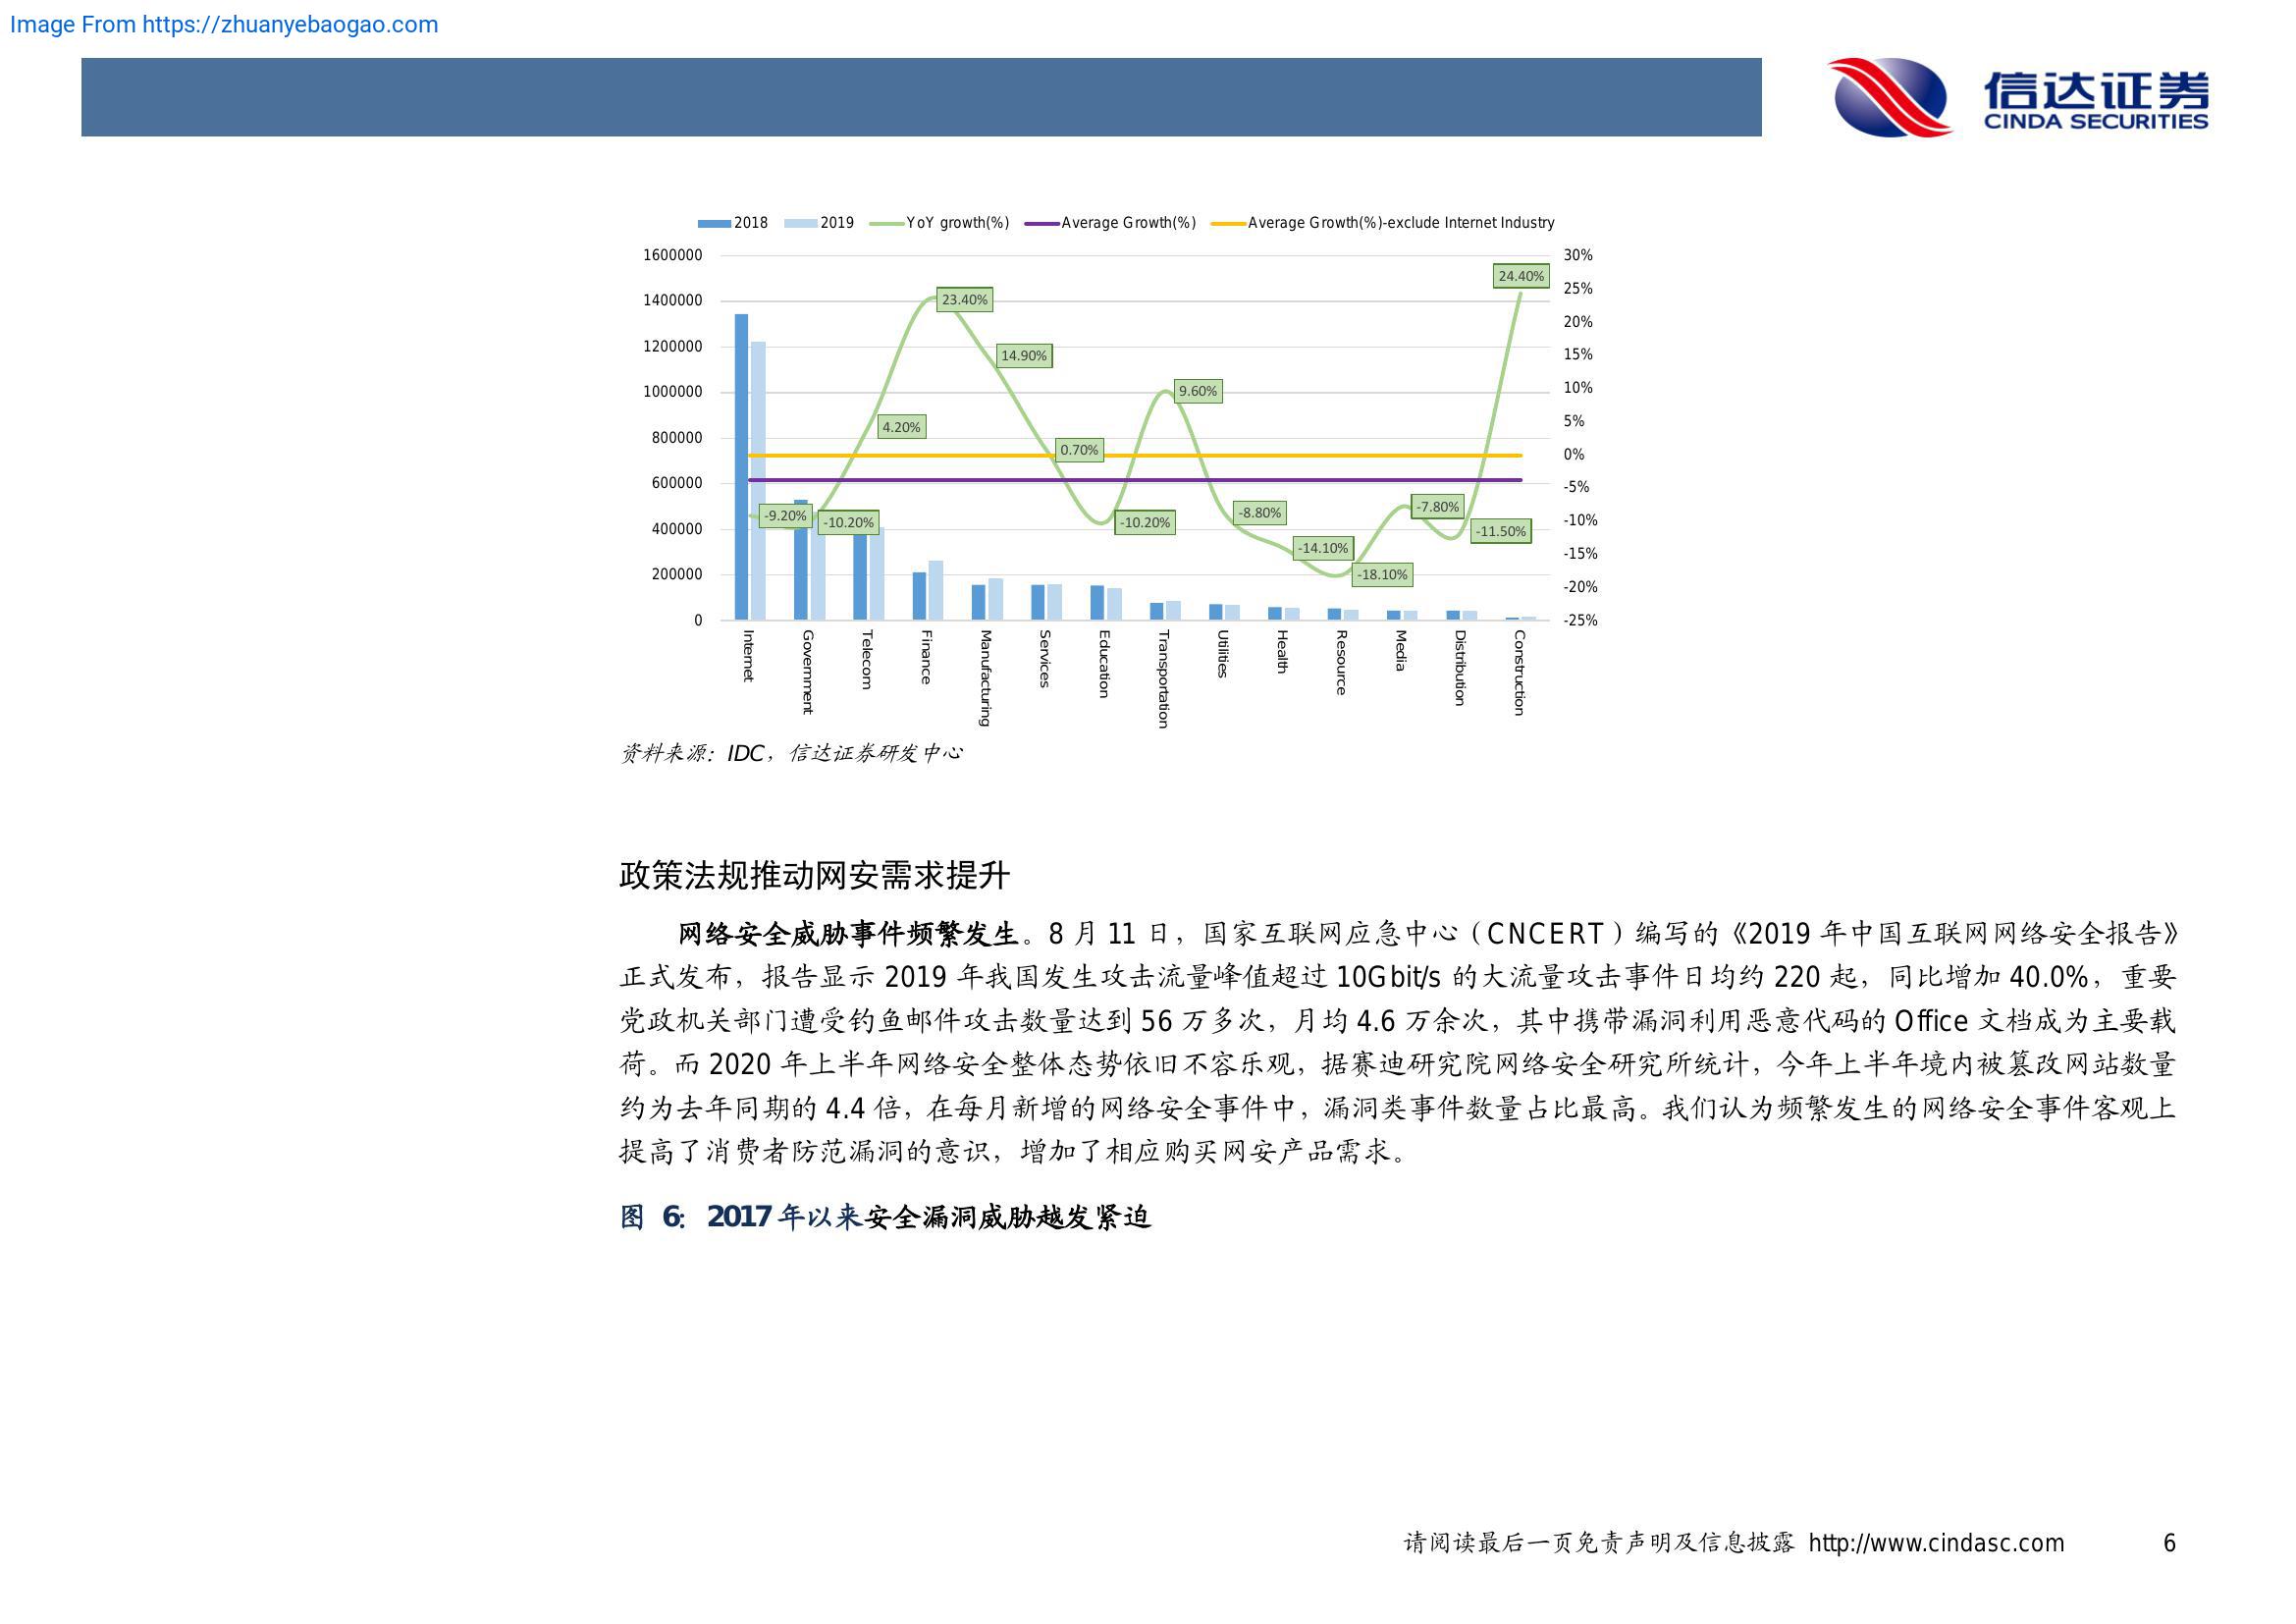 Image From https://zhuanyebaogao.com
信达证券
CINDA SECURITIES
2018 2019 YoY growth(%) Average Growth(%) Average Growth(%)-exclude Internet Industry
1600000 30%
24.40%
1400000 25%
23.40%
20%
1200000 15%
14.90%
1000000 10%
9.60%
4.20%
5%
800000
0.70%
0%
600000 -5%
-9.20% -10.20% -10.20% -8.80% -7.80% -11.50%
400000 -10%
-14.10%
-15%
200000 -18.10%
-20%
0 -25%
Internet Government Telecom Finance Manufacturing Services Education Transportation Utilities Health Resource Media Distribution Construction
资料来源：IDC，信达证券研发中心
政策法规推动网安需求提升
网络安全威胁事件频繁发生。8 月 11 日，国家互联网应急中心（CNCERT）编写的《2019 年中国互联网网络安全报告》
正式发布，报告显示 2019 年我国发生攻击流量峰值超过 10Gbit/s 的大流量攻击事件日均约 220 起，同比增加 40.0%，重要
党政机关部门遭受钓鱼邮件攻击数量达到 56 万多次，月均 4.6 万余次，其中携带漏洞利用恶意代码的 Office 文档成为主要载
荷。而 2020 年上半年网络安全整体态势依旧不容乐观，据赛迪研究院网络安全研究所统计，今年上半年境内被篡改网站数量
约为去年同期的 4.4 倍，在每月新增的网络安全事件中，漏洞类事件数量占比最高。我们认为频繁发生的网络安全事件客观上
提高了消费者防范漏洞的意识，增加了相应购买网安产品需求。
图 6：2017 年以来安全漏洞威胁越发紧迫
请阅读最后一页免责声明及信息披露 http://www.cindasc.com 6